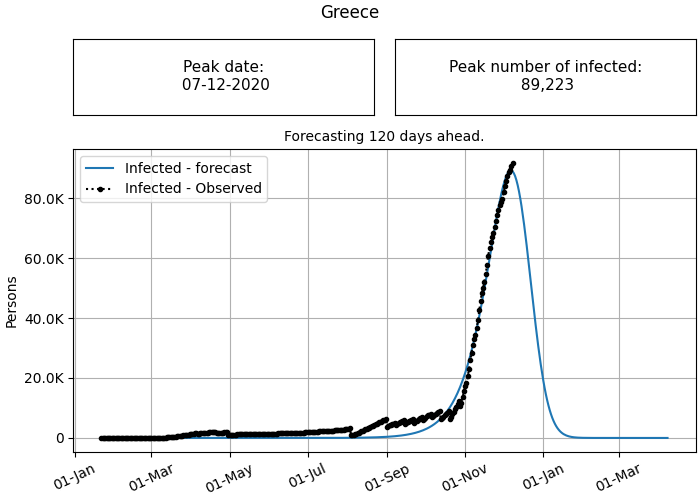 Greece
Peak date:
07-12-2020
Peak number of infected:
89,223
Forecasting 120 days ahead.
Infected - forecast
Infected - Observed
80.0K
60.0K
40.0K
20.0K
0
Persons
01-Jan
01-Mar
01-May
01-Jul
01-Sep
01-Nov
01-Jan
01-Mar